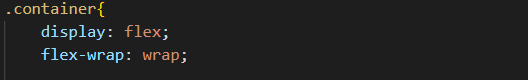 .container{
    display: flex;
    flex-wrap: wrap;